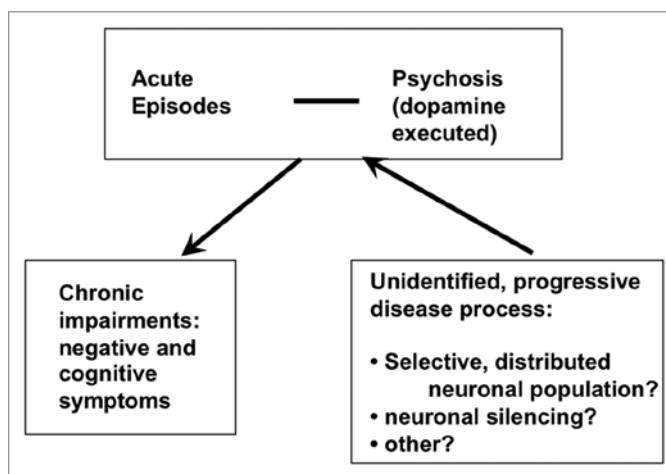 Acute
Episodes
Psychosis
(dopamine
executed)
Chronic
impairments:
negative and
cognitive
symptoms
Unidentified, progressive
disease process:
• Selective, distributed
neuronal population?
• neuronal silencing?
• other?